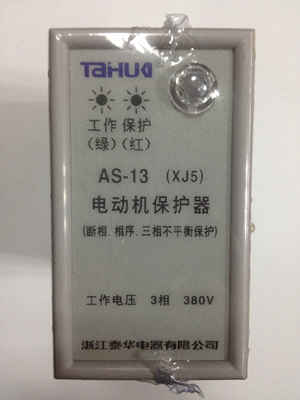 TAHUA
工作 保护
(绿) (红)
AS-13 (XJ5)
电动机保护器
(断相、相序、三相不平衡保护)
工作电压 3相 380V
浙江泰华电器有限公司